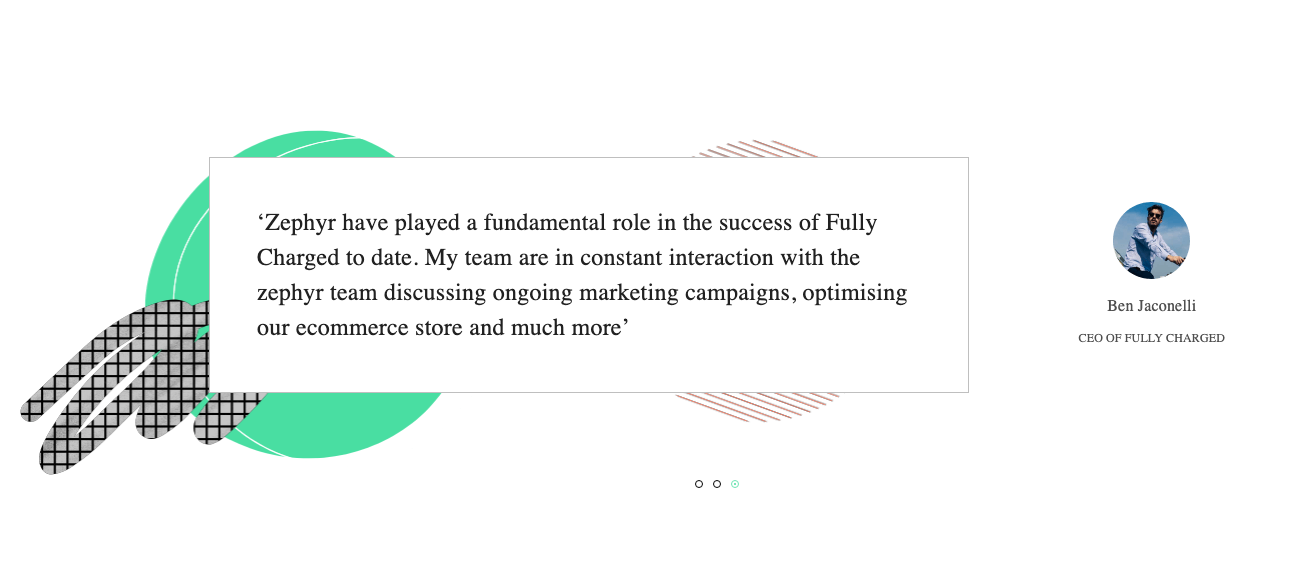 ‘Zephyr have played a fundamental role in the success of Fully
Charged to date. My team are in constant interaction with the
zephyr team discussing ongoing marketing campaigns, optimising
our ecommerce store and much more’
Ben Jaconelli
CEO OF FULLY CHARGED